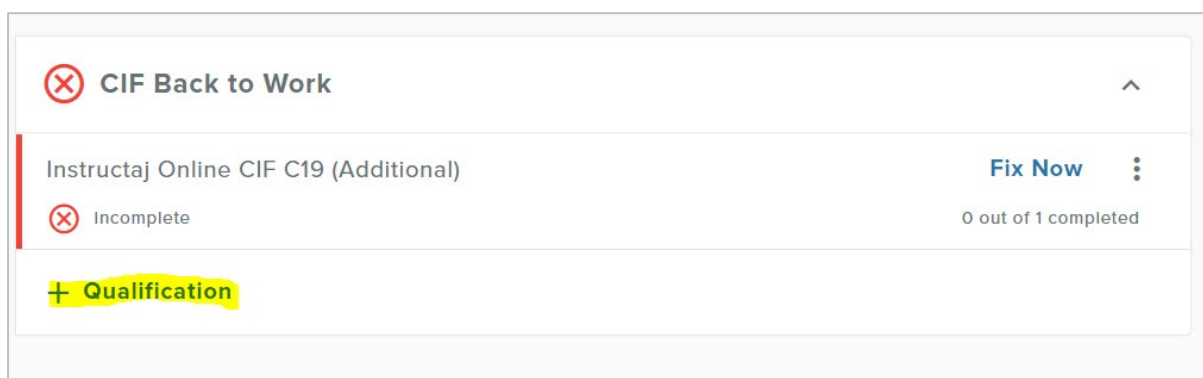 CIF Back to Work
Instructaj Online CIF C19 (Additional)
Fix Now
Incomplete
0 out of 1 completed
+ Qualification